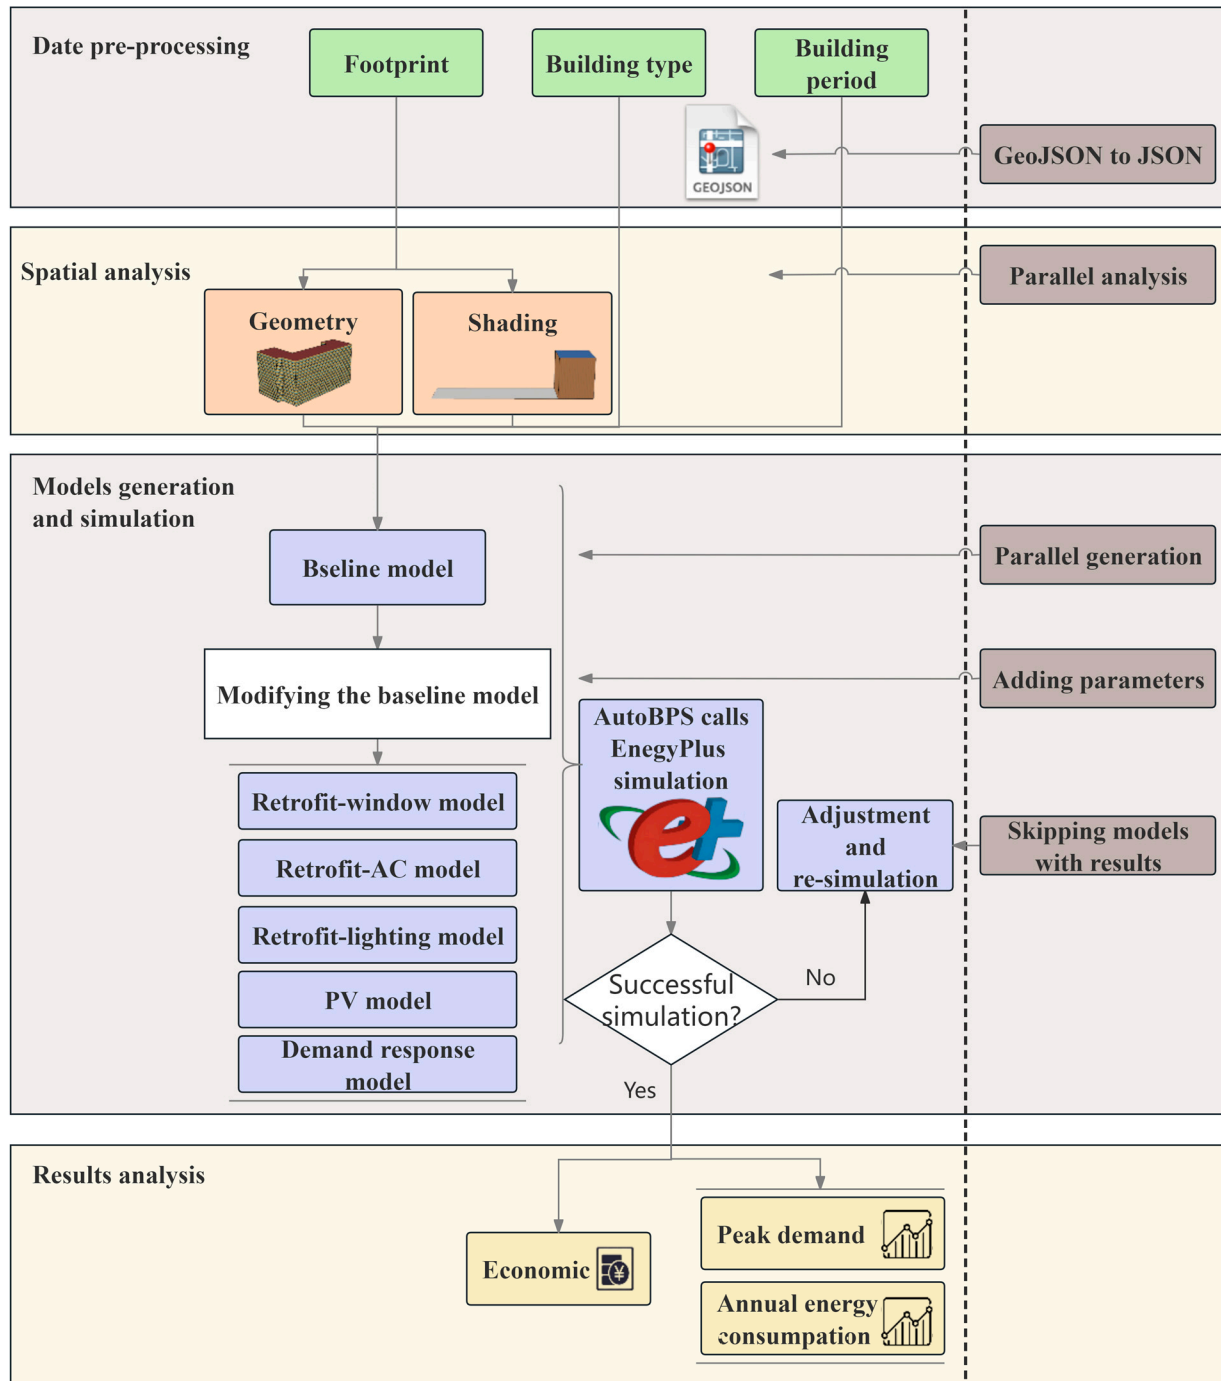 Date pre-processing
Footprint
Building type
Building
period
GEOJSON
GeoJSON to JSON
Spatial analysis
Geometry
Shading
Parallel analysis
Models generation
and simulation
Bseline model
Parallel generation
Modifying the baseline model
Adding parameters
AutoBPS calls
EnegyPlus
simulation
e+
Retrofit-window model
Retrofit-AC model
Retrofit-lighting model
PV model
Demand response
model
Adjustment
and
re-simulation
Skipping models
with results
Successful
simulation?
No
Yes
Results analysis
Economic
¥
Peak demand
Annual energy
consumpation